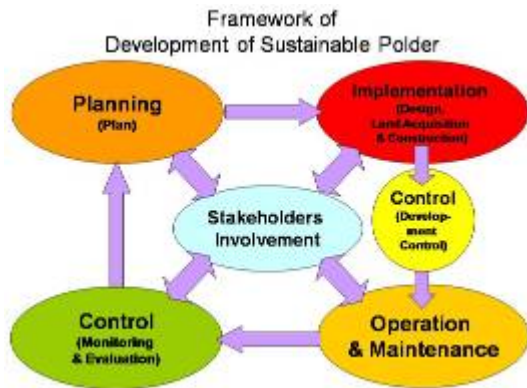 Framework of
Development of Sustainable Polder
Planning
(Plan)
Implementation
(Design,
Land Acquisition
& Construction)
Control
(Develop-
ment
Control)
Stakeholders
Involvement
Control
(Monitoring
& Evaluation)
Operation
& Maintenance